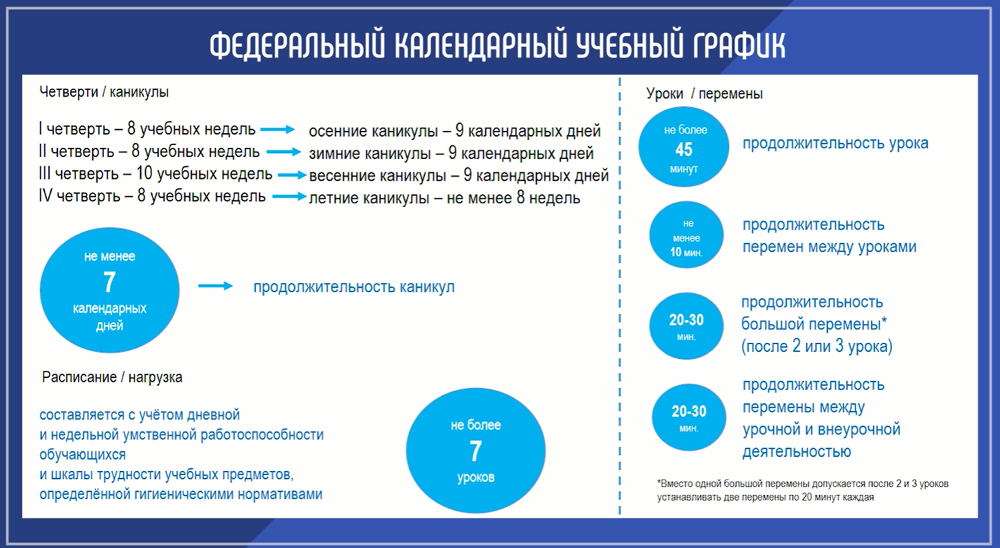 ФЕДЕРАЛЬНЫЙ КАЛЕНДАРНЫЙ УЧЕБНЫЙ ГРАФИК
Четверти / каникулы
I четверть – 8 учебных недель
осенние каникулы – 9 календарных дней
II четверть – 8 учебных недель
зимние каникулы – 9 календарных дней
III четверть – 10 учебных недель
весенние каникулы – 9 календарных дней
IV четверть – 8 учебных недель
летние каникулы – не менее 8 недель
не менее
7
календарных
дней
продолжительность каникул
Расписание / нагрузка
составляется с учётом дневной
и недельной умственной работоспособности
обучающихся
и шкалы трудности учебных предметов,
определённой гигиеническими нормативами
не более
7
уроков
Уроки / перемены
не более
45
минут
продолжительность урока
не
менее
10 мин.
продолжительность
перемен между уроками
20-30
мин.
продолжительность
большой перемены*
(после 2 или 3 урока)
20-30
мин.
продолжительность
перемены между
урочной и внеурочной
деятельностью
*Вместо одной большой перемены допускается после 2 и 3 уроков
устанавливать две перемены по 20 минут каждая